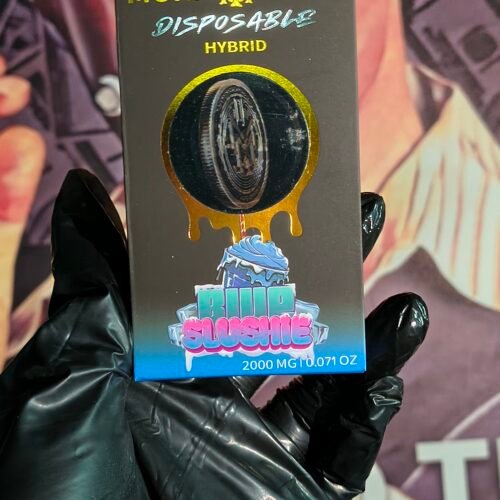 DISPOSABLE
HYBRID
BLUE
SLUSHIE
2000 MG | 0.071 OZ